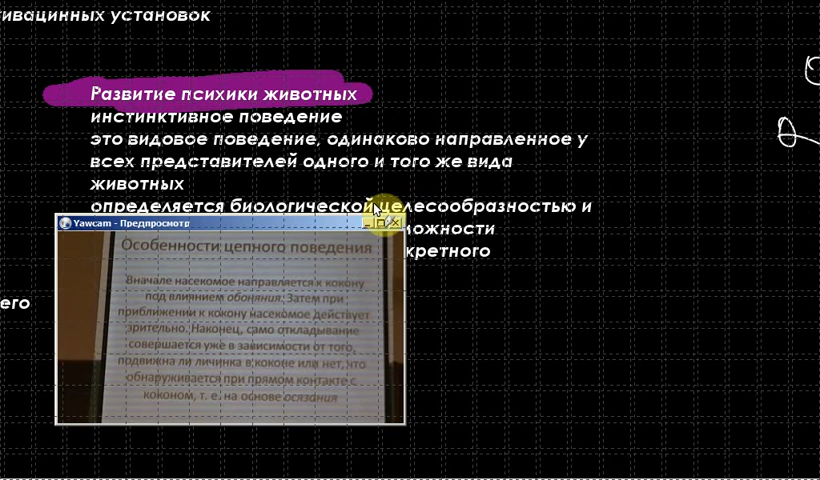 ивацинных установок
Развитие психики животных
инстинктивное поведение
это видовое поведение, одинаково направленное у
всех представителей одного и того же вида
животных
определяется биологической целесообразностью и
можности
кретного
его
Yawcam - Предпросмотр
Особенности цепного поведения
Вначале насекомое направляется к кокону
под влиянием обоняния. Затем при
приближении к кокону насекомое действует
зрительно. Наконец, само откладывание
совершается уже в зависимости от того,
подвижна ли личинка в коконе или нет, что
обнаруживается при прямом контакте с
коконом, т. е. на основе осязания